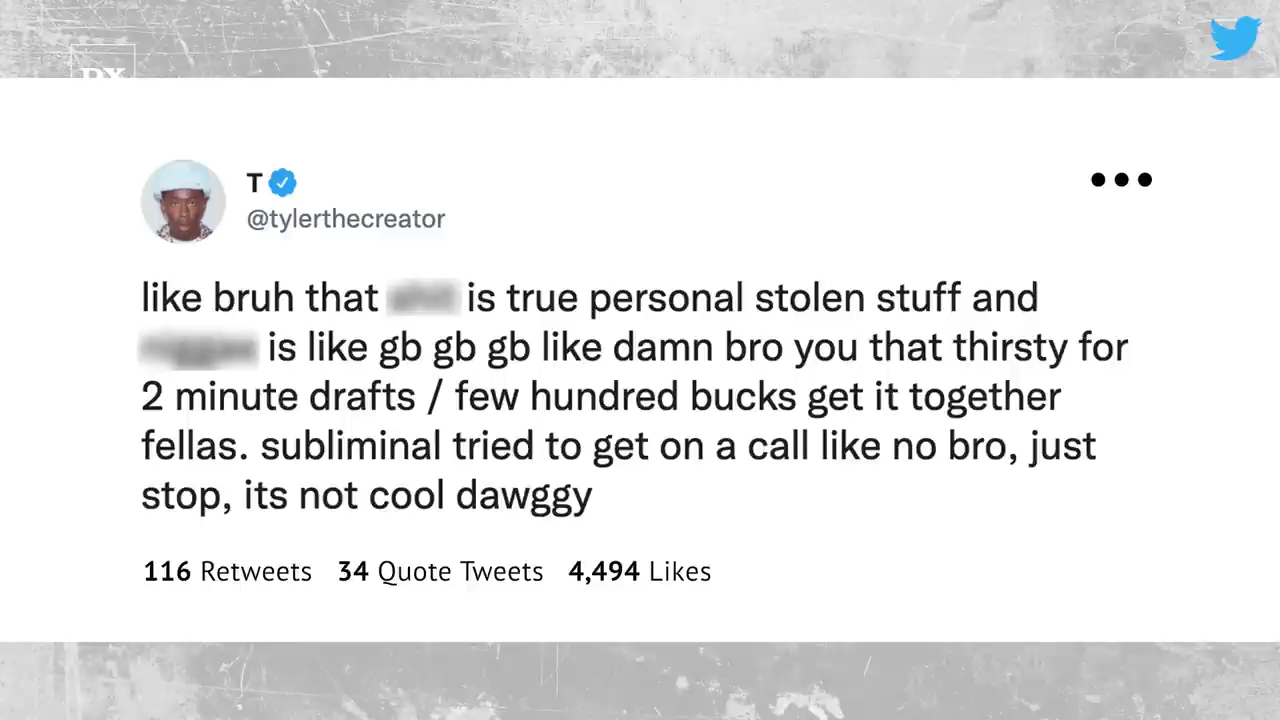 DX
T
@tylerthecreator
like bruh that is true personal stolen stuff and
is like gb gb gb like damn bro you that thirsty for
2 minute drafts / few hundred bucks get it together
fellas. subliminal tried to get on a call like no bro, just
stop, its not cool dawggy
116 Retweets 34 Quote Tweets 4,494 Likes